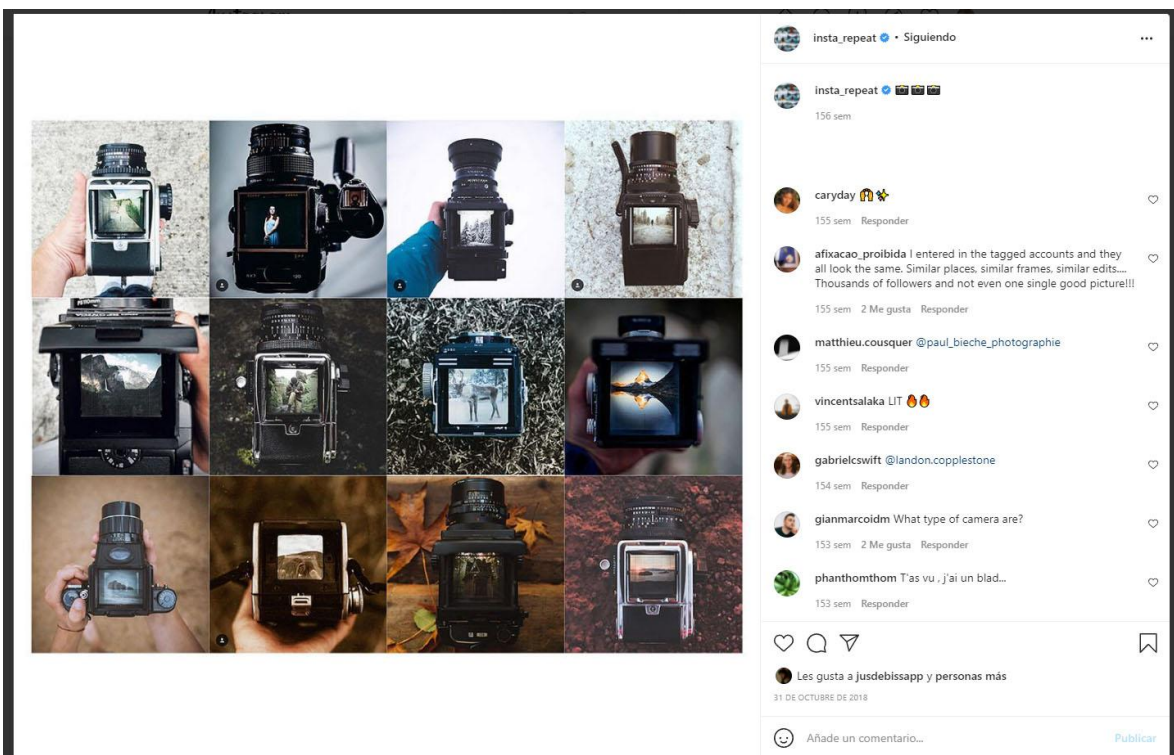 insta_repeat • Siguiendo
insta_repeat 📷📷📷
156 sem
caryday 🙌✨
155 sem Responder
afixacao_proibida I entered in the tagged accounts and they
all look the same. Similar places, similar frames, similar edits....
Thousands of followers and not even one single good picture!!!
155 sem 2 Me gusta Responder
matthieu.cousquer @paul_bieche_photographie
155 sem Responder
vincentsalaka LIT 🔥🔥
155 sem Responder
gabrielcswift @landon.copplestone
154 sem Responder
gianmarcoidm What type of camera are?
153 sem 2 Me gusta Responder
phanthomthom T'as vu , j'ai un blad...
153 sem Responder
Les gusta a jusdebissapp y personas más
31 DE OCTUBRE DE 2018
Añade un comentario...
Publicar